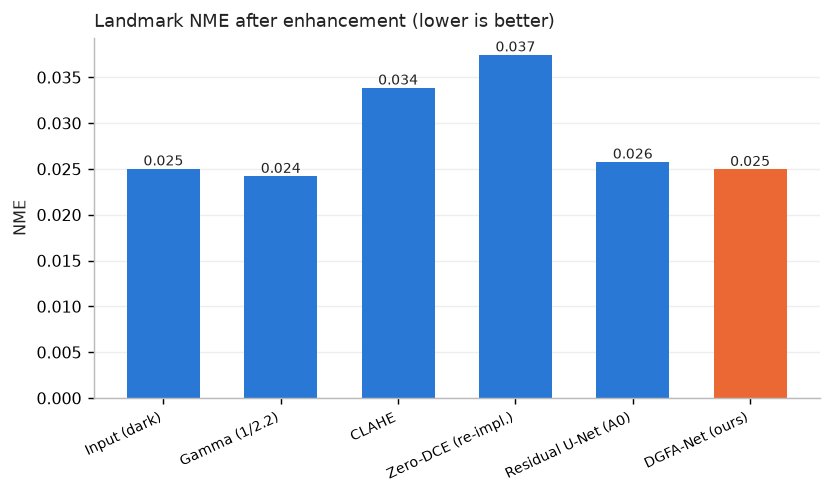 Landmark NME after enhancement (lower is better)
NME
0.035
0.030
0.025
0.020
0.015
0.010
0.005
0.000
0.025
0.024
0.034
0.037
0.026
0.025
Input (dark)
Gamma (1/2.2)
CLAHE
Zero-DCE (re-impl.)
Residual U-Net (A0)
DGFA-Net (ours)